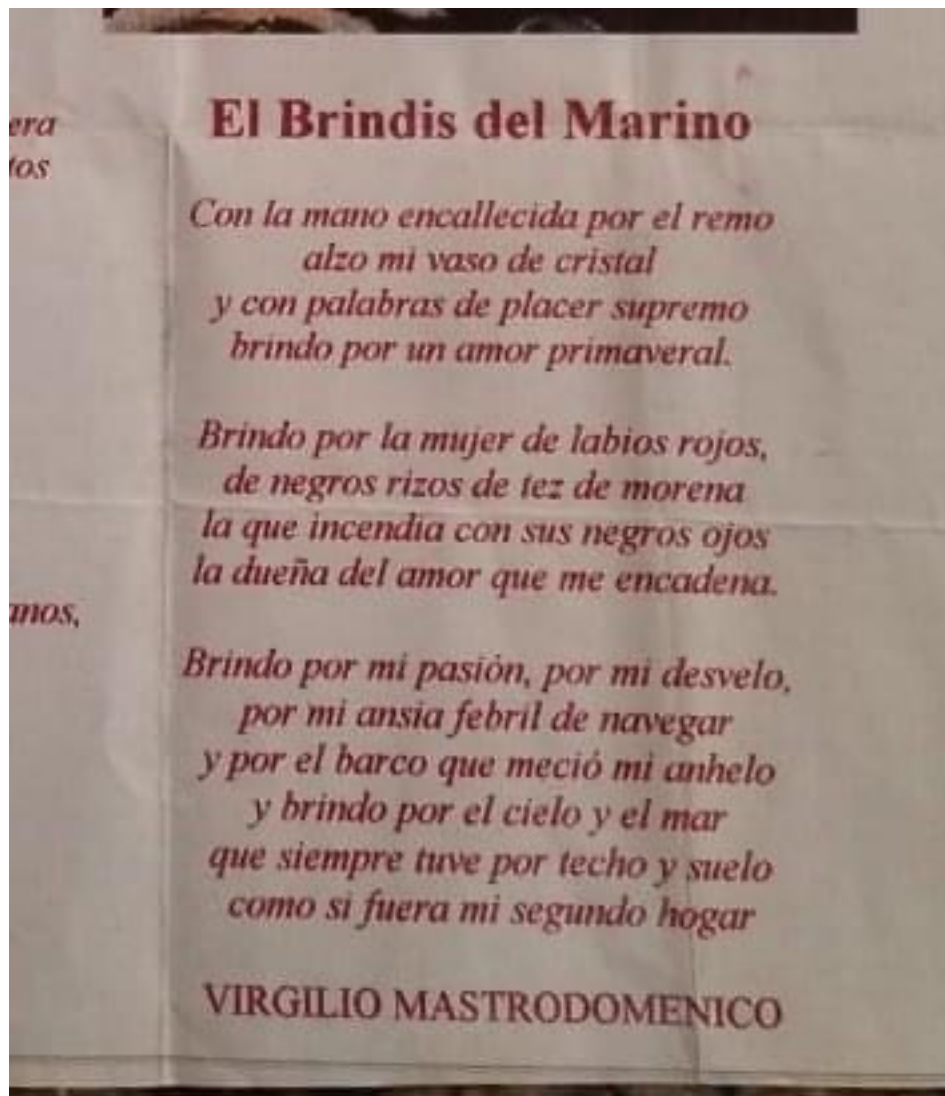 era
tos
anos,
El Brindis del Marino
Con la mano encallecida por el remo
alzo mi vaso de cristal
y con palabras de placer supremo
brindo por un amor primaveral.
Brindo por la mujer de labios rojos,
de negros rizos de tez de morena
la que incendia con sus negros ojos
la dueña del amor que me encadena.
Brindo por mi pasión, por mi desvelo,
por mi ansia febril de navegar
y por el barco que meció mi anhelo
y brindo por el cielo y el mar
que siempre tuve por techo y suelo
como si fuera mi segundo hogar
VIRGILIO MASTRODOMENICO